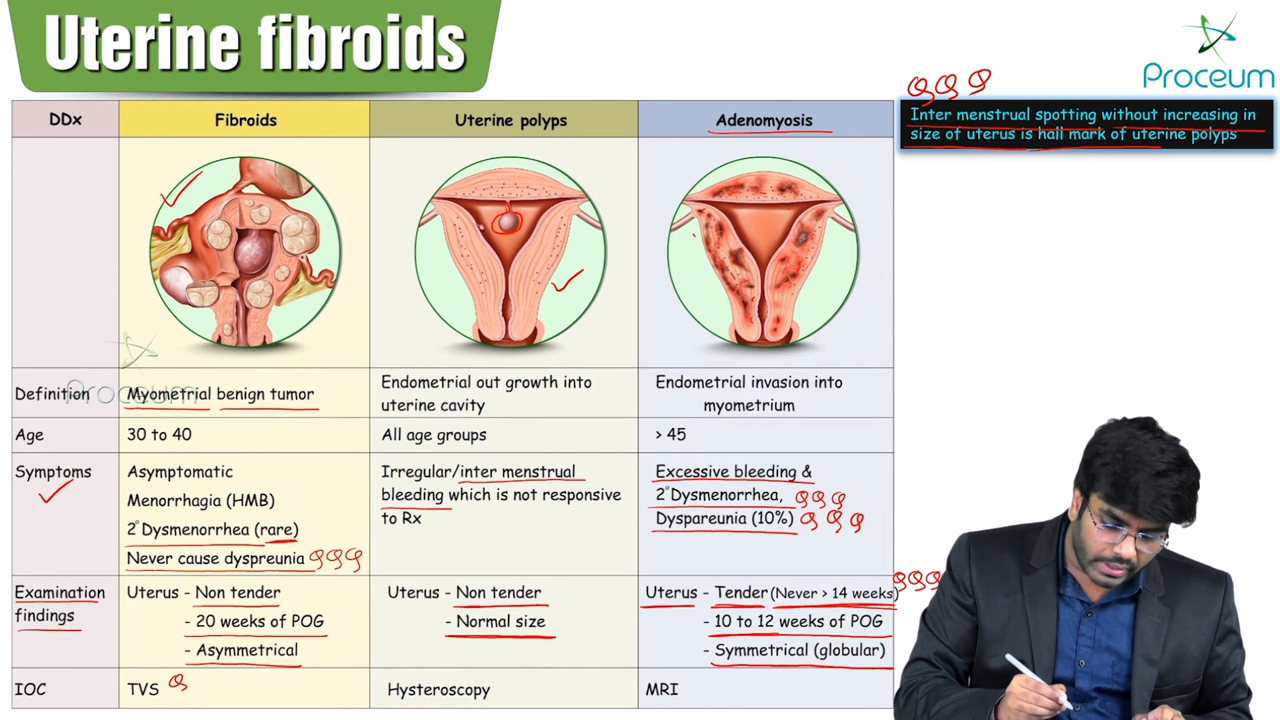 Uterine fibroids
Proceum
Inter menstrual spotting without increasing in
size of uterus is hall mark of uterine polyps
DDx
Fibroids
Uterine polyps
Adenomyosis
Definition
Myometrial benign tumor
Endometrial out growth into
uterine cavity
Endometrial invasion into
myometrium
Proceum
Age
30 to 40
All age groups
> 45
Symptoms
Asymptomatic
Menorrhagia (HMB)
2° Dysmenorrhea (rare)
Never cause dyspreunia
Irregular/inter menstrual
bleeding which is not responsive
to Rx
Excessive bleeding &
2° Dysmenorrhea,
Dyspareunia (10%)
Examination
findings
Uterus - Non tender
- 20 weeks of POG
- Asymmetrical
Uterus - Non tender
- Normal size
Uterus - Tender (Never > 14 weeks)
- 10 to 12 weeks of POG
- Symmetrical (globular)
IOC
TVS
Hysteroscopy
MRI